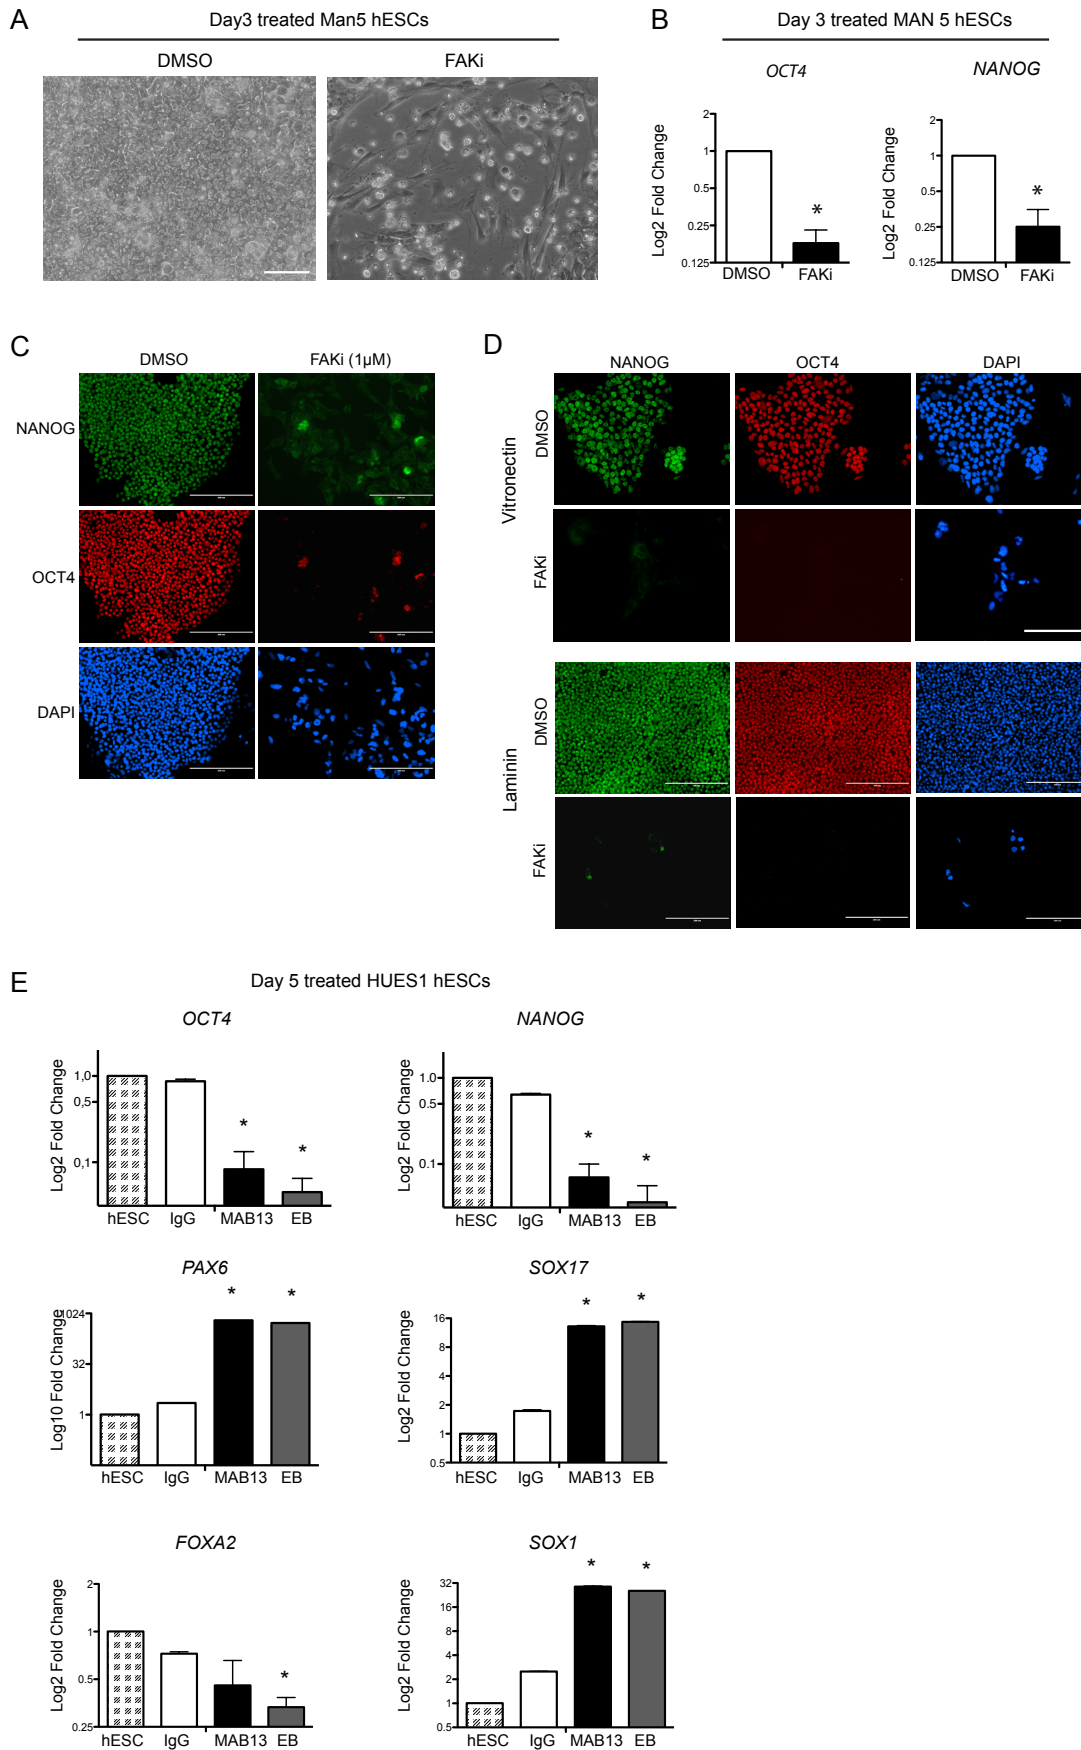 A
Day3 treated Man5 hESCs
DMSO
FAKi
B
Day 3 treated MAN 5 hESCs
OCT4
NANOG
Log2 Fold Change
2
1
0.5
0.25
0.125
*
DMSO
FAKi
Log2 Fold Change
2
1
0.5
0.25
0.125
*
DMSO
FAKi
C
DMSO
FAKi (1µM)
NANOG
OCT4
DAPI
D
NANOG
OCT4
DAPI
Vitronectin
DMSO
FAKi
Laminin
DMSO
FAKi
E
Day 5 treated HUES1 hESCs
OCT4
Log2 Fold Change
1,0
0,5
0,1
*
*
hESC
IgG
MAB13
EB
NANOG
Log2 Fold Change
1.0
0.5
0.1
*
*
hESC
IgG
MAB13
EB
PAX6
Log10 Fold Change
1024
32
1
*
*
hESC
IgG
MAB13
EB
SOX17
Log2 Fold Change
16
8
4
2
1
0.5
*
*
hESC
IgG
MAB13
EB
FOXA2
Log2 Fold Change
2
1
0.5
0.25
*
hESC
IgG
MAB13
EB
SOX1
Log2 Fold Change
32
16
8
4
2
1
0.5
*
*
hESC
IgG
MAB13
EB